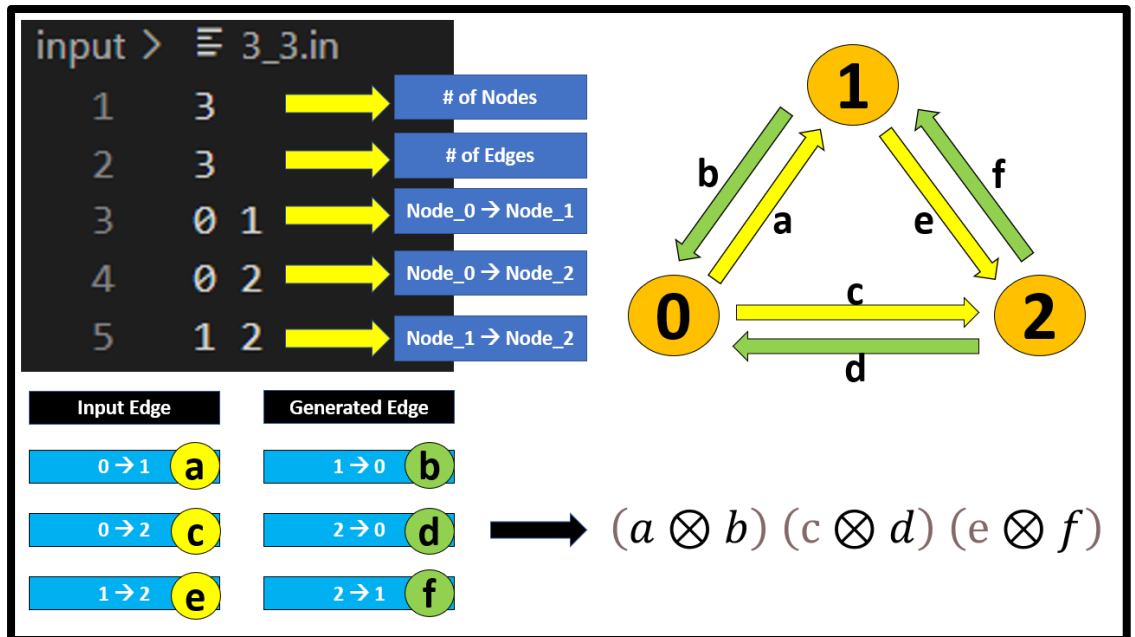 input > 3_3.in
1 3 # of Nodes
2 3 # of Edges
3 0 1 Node_0 → Node_1
4 0 2 Node_0 → Node_2
5 1 2 Node_1 → Node_2
1
b
a
e
f
0
c
2
d
Input Edge Generated Edge
0 → 1 a 1 → 0 b
0 → 2 c 2 → 0 d
1 → 2 e 2 → 1 f
(a ⊗ b) (c ⊗ d) (e ⊗ f)